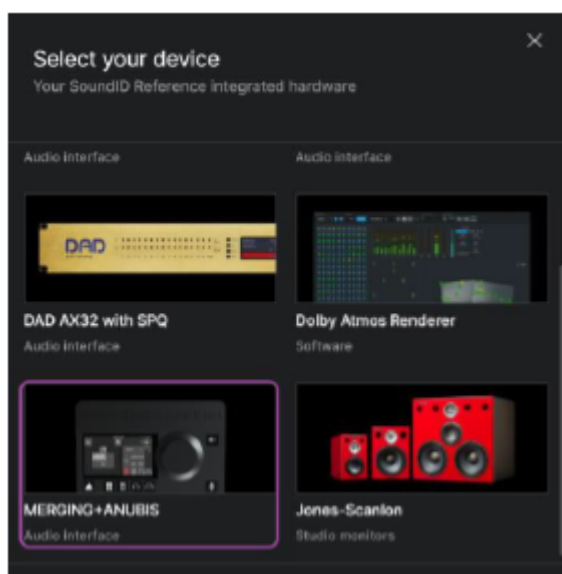 Select your device
Your SoundID Reference integrated hardware
Audio interface
Audio interface
DAD
DAD AX32 with SPQ
Audio interface
Dolby Atmos Renderer
Software
MERGING+ANUBIS
Audio interface
Jones-Scanlon
Studio monitors